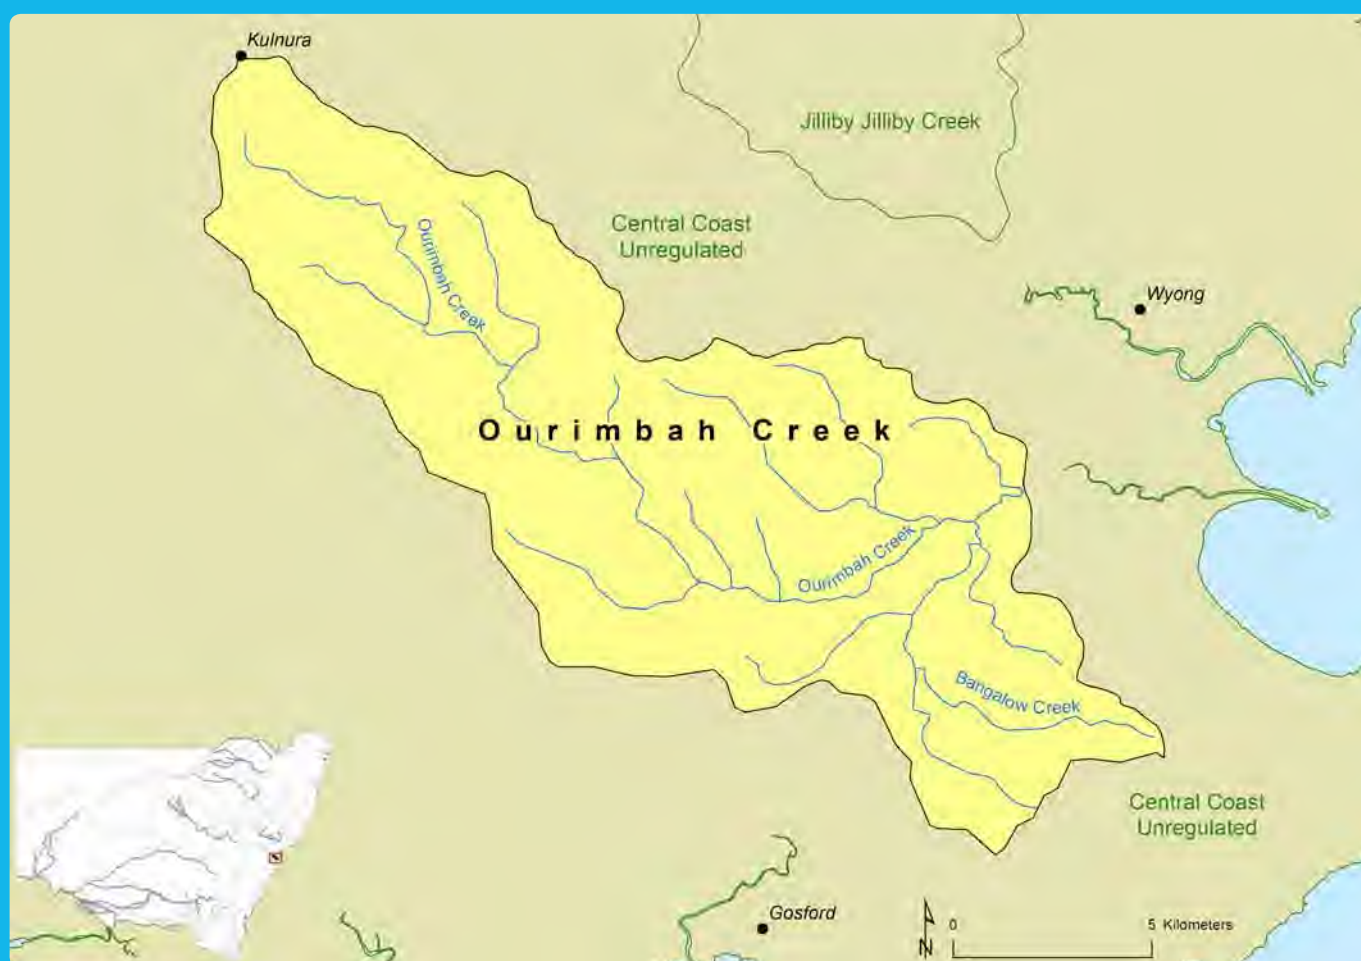 Kulnura
Jilliby Jilliby Creek
Central Coast
Unregulated
Ourimbah Creek
Wyong
Ourimbah Creek
Ourimbah Creek
Bangalow Creek
Central Coast
Unregulated
Gosford
N
0 5 Kilometers